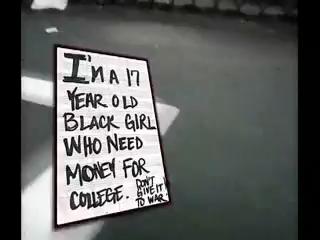 I'M A 17
YEAR OLD
BLACK GIRL
WHO NEED
MONEY FOR
COLLEGE. DON'T
GIVE IT
TO WAR